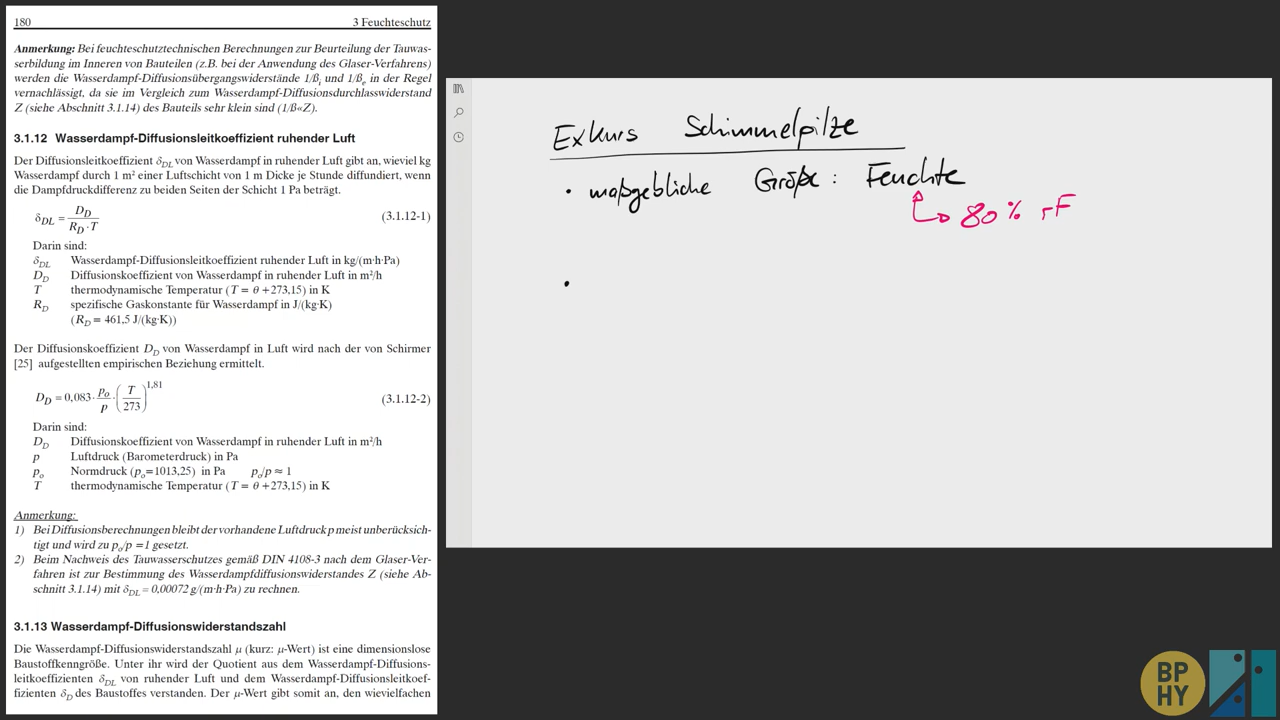 180 3 Feuchteschutz
Anmerkung: Bei feuchteschutztechnischen Berechnungen zur Beurteilung der Tauwas-
serbildung im Inneren von Bauteilen (z.B. bei der Anwendung des Glaser-Verfahrens)
werden die Wasserdampf-Diffusionsübergangswiderstände 1/ßi und 1/ße in der Regel
vernachlässigt, da sie im Vergleich zum Wasserdampf-Diffusionsdurchlasswiderstand
Z (siehe Abschnitt 3.1.14) des Bauteils sehr klein sind (1/ß«Z).
3.1.12 Wasserdampf-Diffusionsleitkoeffizient ruhender Luft
Der Diffusionsleitkoeffizient δDL von Wasserdampf in ruhender Luft gibt an, wieviel kg
Wasserdampf durch 1 m² einer Luftschicht von 1 m Dicke je Stunde diffundiert, wenn
die Dampfdruckdifferenz zu beiden Seiten der Schicht 1 Pa beträgt.
δDL = DD / (RD · T) (3.1.12-1)
Darin sind:
δDL Wasserdampf-Diffusionsleitkoeffizient ruhender Luft in kg/(m·h·Pa)
DD Diffusionskoeffizient von Wasserdampf in ruhender Luft in m²/h
T thermodynamische Temperatur (T = θ +273,15) in K
RD spezifische Gaskonstante für Wasserdampf in J/(kg·K)
(RD = 461,5 J/(kg·K))
Der Diffusionskoeffizient DD von Wasserdampf in Luft wird nach der von Schirmer
[25] aufgestellten empirischen Beziehung ermittelt.
DD = 0,083 · po/p · (T/273)^1,81 (3.1.12-2)
Darin sind:
DD Diffusionskoeffizient von Wasserdampf in ruhender Luft in m²/h
p Luftdruck (Barometerdruck) in Pa
po Normdruck (po=1013,25) in Pa po/p ≈ 1
T thermodynamische Temperatur (T = θ +273,15) in K
Anmerkung:
1) Bei Diffusionsberechnungen bleibt der vorhandene Luftdruck p meist unberücksich-
tigt und wird zu po/p =1 gesetzt.
2) Beim Nachweis des Tauwasserschutzes gemäß DIN 4108-3 nach dem Glaser-Ver-
fahren ist zur Bestimmung des Wasserdampfdiffusionswiderstandes Z (siehe Ab-
schnitt 3.1.14) mit δDL = 0,00072 g/(m·h·Pa) zu rechnen.
3.1.13 Wasserdampf-Diffusionswiderstandszahl
Die Wasserdampf-Diffusionswiderstandszahl μ (kurz: μ-Wert) ist eine dimensionslose
Baustoffkenngröße. Unter ihr wird der Quotient aus dem Wasserdampf-Diffusions-
leitkoeffizienten δDL von ruhender Luft und dem Wasserdampf-Diffusionsleitkoef-
fizienten δD des Baustoffes verstanden. Der μ-Wert gibt somit an, den wievielfachen
Exkurs Schimmelpilze
• maßgebliche Größe : Feuchte
80 % rF
•
BP
HY